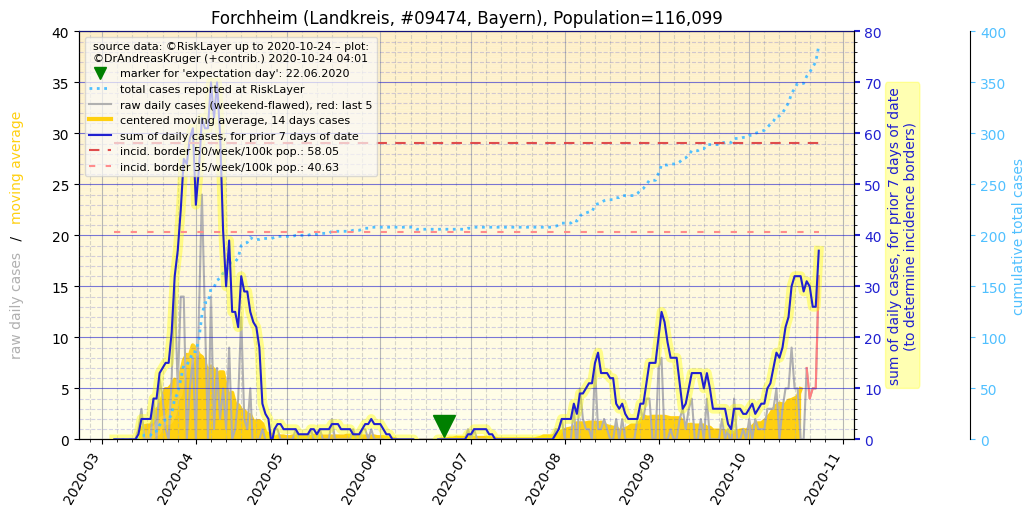 Forchheim (Landkreis, #09474, Bayern), Population=116,099
source data: ©RiskLayer up to 2020-10-24 – plot:
©DrAndreasKruger (+contrib.) 2020-10-24 04:01
marker for 'expectation day': 22.06.2020
total cases reported at RiskLayer
raw daily cases (weekend-flawed), red: last 5
centered moving average, 14 days cases
sum of daily cases, for prior 7 days of date
incid. border 50/week/100k pop.: 58.05
incid. border 35/week/100k pop.: 40.63
raw daily cases / moving average
40
35
30
25
20
15
10
5
0
80
70
60
50
40
30
20
10
0
sum of daily cases, for prior 7 days of date
(to determine incidence borders)
400
350
300
250
200
150
100
50
0
cumulative total cases
2020-03
2020-04
2020-05
2020-06
2020-07
2020-08
2020-09
2020-10
2020-11